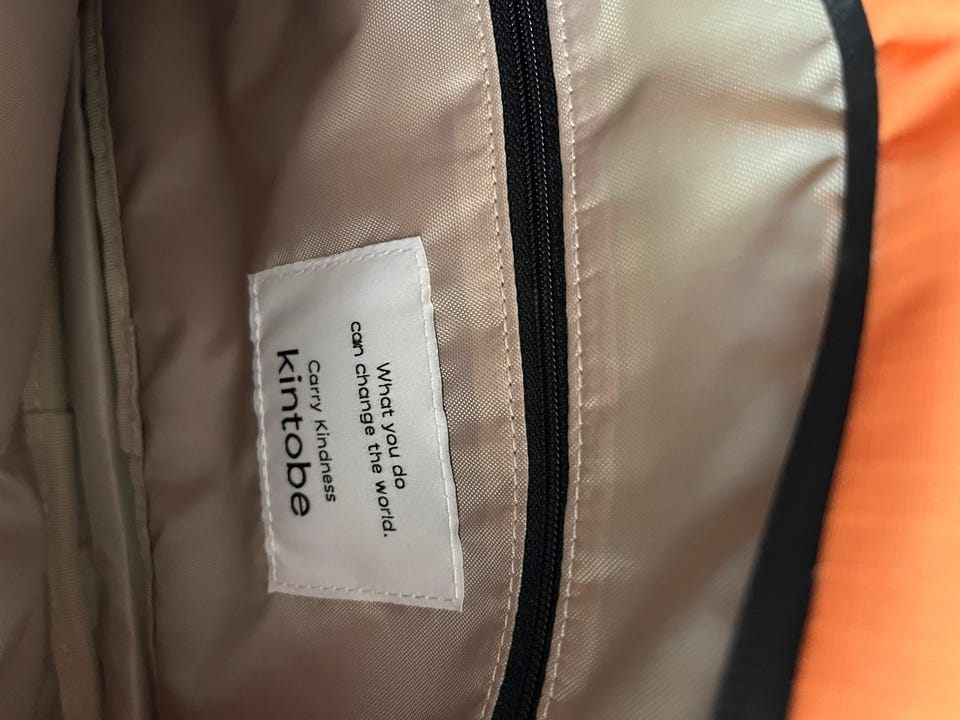 What you do
can change the world.
Carry Kindness
kintobe